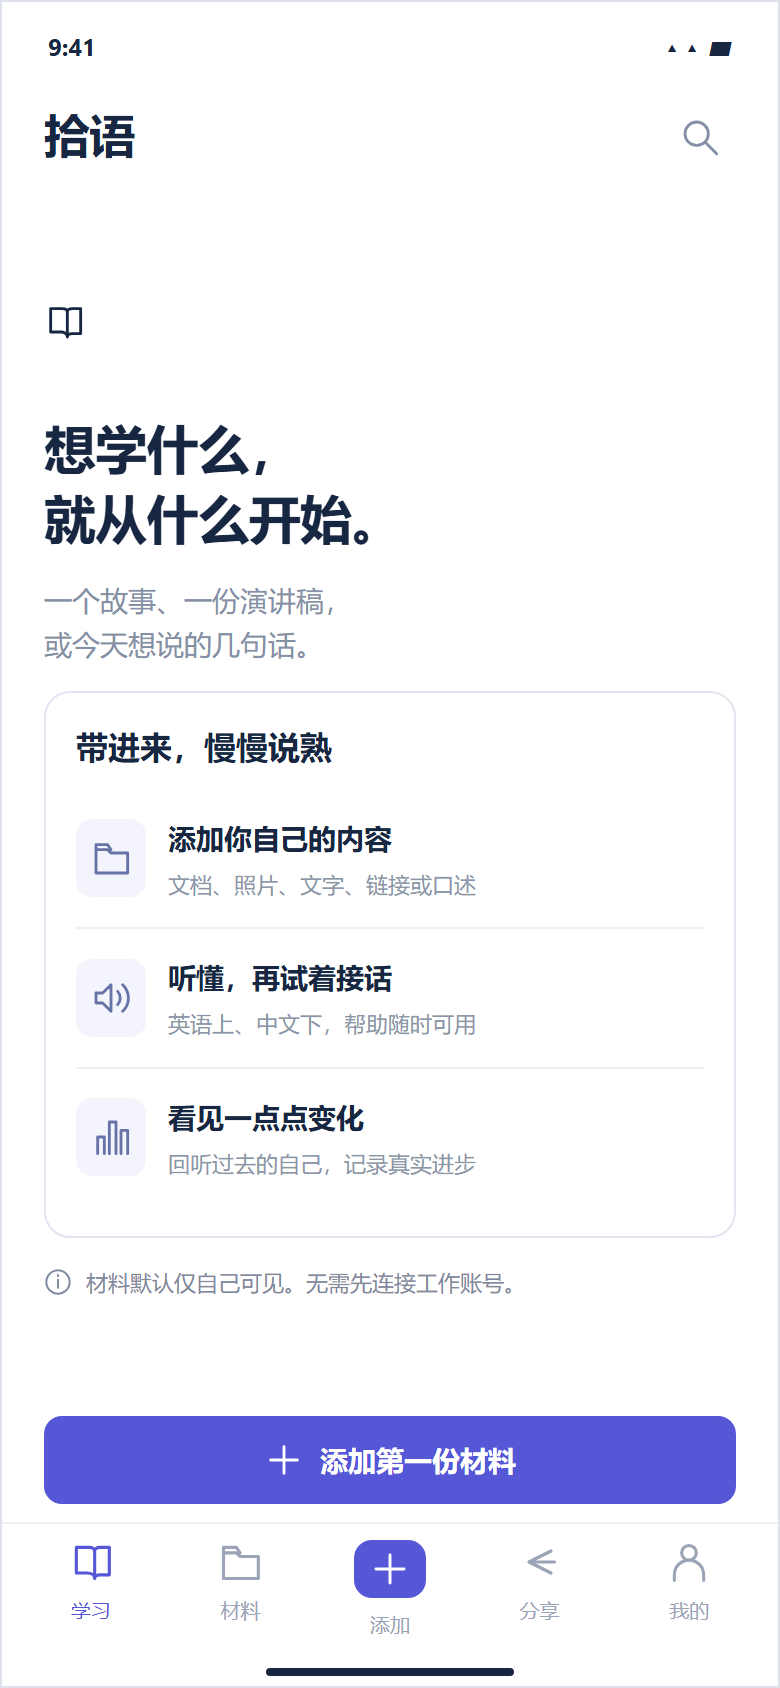 9:41
拾语
想学什么，
就从什么开始。
一个故事、一份演讲稿，
或今天想说的几句话。
带进来，慢慢说熟
添加你自己的内容
文档、照片、文字、链接或口述
听懂，再试着接话
英语上、中文下，帮助随时可用
看见一点点变化
回听过去的自己，记录真实进步
材料默认仅自己可见。无需先连接工作账号。
添加第一份材料
学习
材料
添加
分享
我的